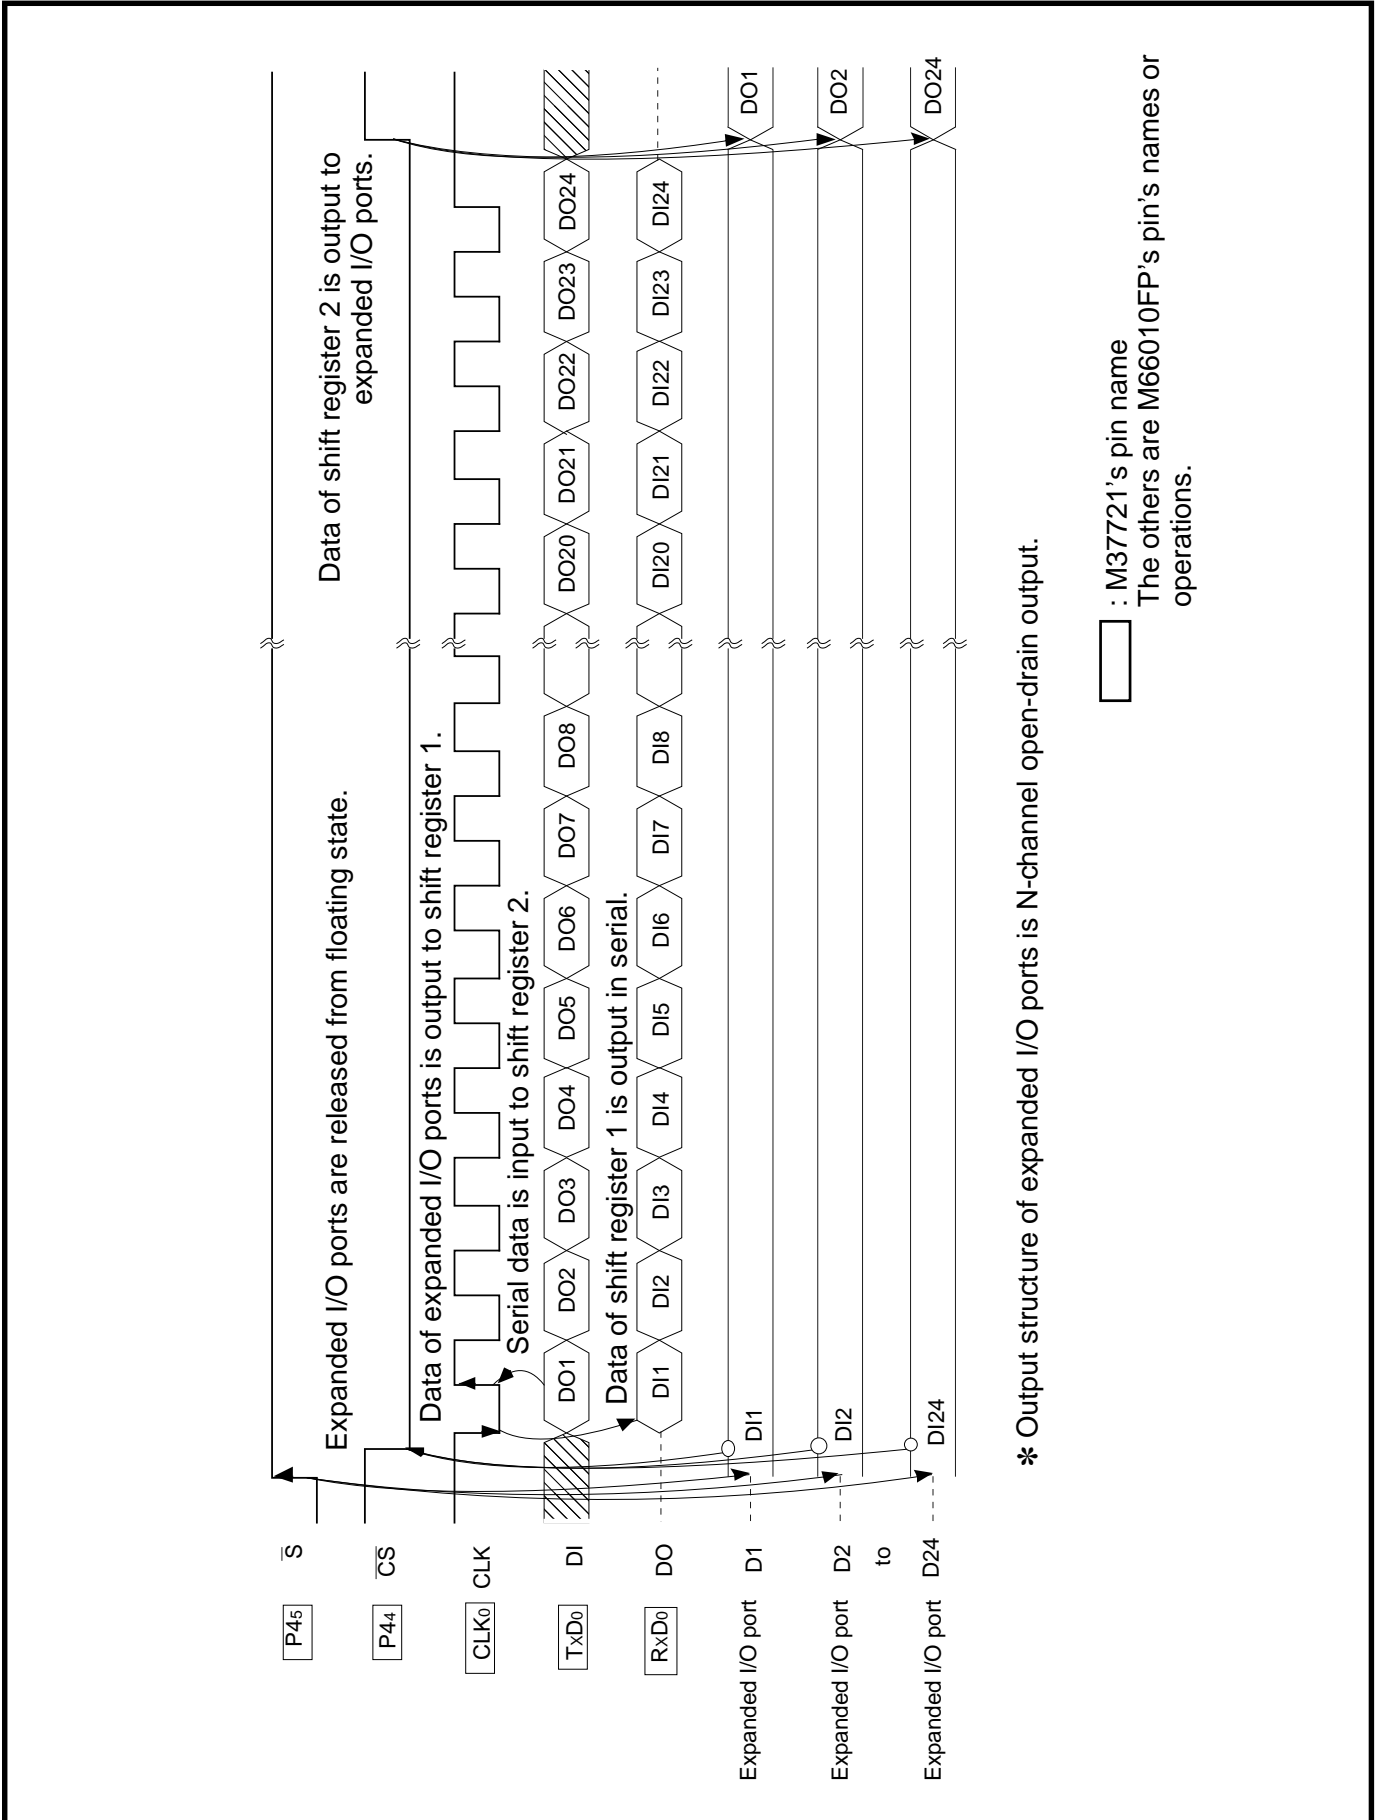 P45 S
Expanded I/O ports are released from floating state.
P44 CS
Data of shift register 2 is output to
expanded I/O ports.
Data of expanded I/O ports is output to shift register 1.
CLK0 CLK
Serial data is input to shift register 2.
TxD0 DI DO1 DO2 DO3 DO4 DO5 DO6 DO7 DO8 DO20 DO21 DO22 DO23 DO24
Data of shift register 1 is output in serial.
RxD0 DO DI1 DI2 DI3 DI4 DI5 DI6 DI7 DI8 DI20 DI21 DI22 DI23 DI24
Expanded I/O port D1 DI1 DO1
Expanded I/O port D2 DI2 DO2
to
Expanded I/O port D24 DI24 DO24
✻ Output structure of expanded I/O ports is N-channel open-drain output.
: M37721's pin name
The others are M66010FP's pin's names or
operations.